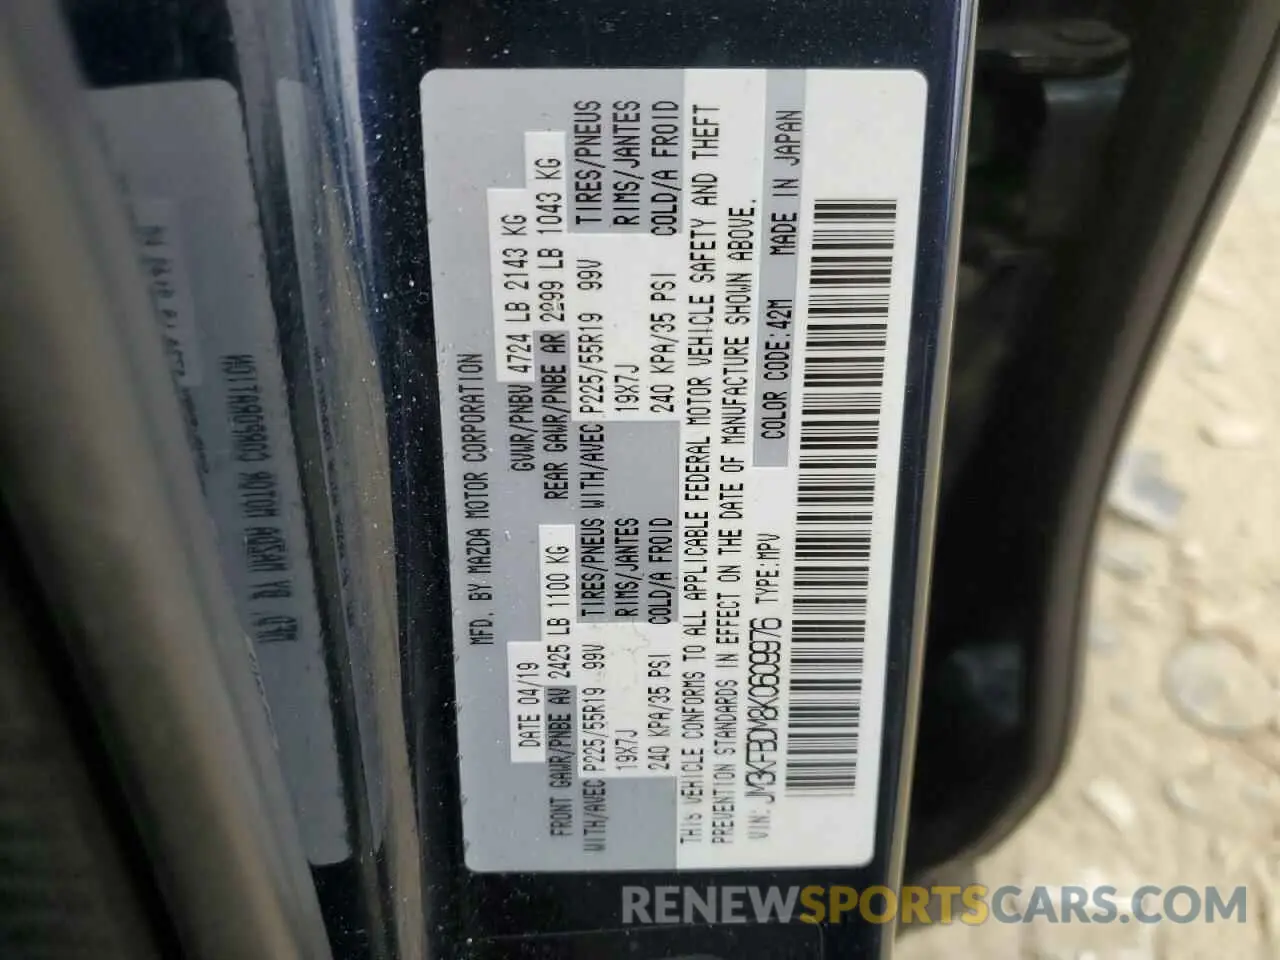 MFD. BY MAZDA MOTOR CORPORATION
DATE 04/19 GVWR/PNBV 4724 LB 2143 KG
FRONT GAWR/PNBE AV 2425 LB 1100 KG REAR GAWR/PNBE AR 2299 LB 1043 KG
WITH/AVEC P225/55R19 99V TIRES/PNEUS WITH/AVEC P225/55R19 99V TIRES/PNEUS
19X7J RIMS/JANTES 19X7J RIMS/JANTES
240 KPA/35 PSI COLD/A FROID 240 KPA/35 PSI COLD/A FROID
THIS VEHICLE CONFORMS TO ALL APPLICABLE FEDERAL MOTOR VEHICLE SAFETY AND THEFT
PREVENTION STANDARDS IN EFFECT ON THE DATE OF MANUFACTURE SHOWN ABOVE.
VIN: JM3KFBDM8K0609976 TYPE:MPV COLOR CODE:42M MADE IN JAPAN
RENEWSPORTSCARS.COM